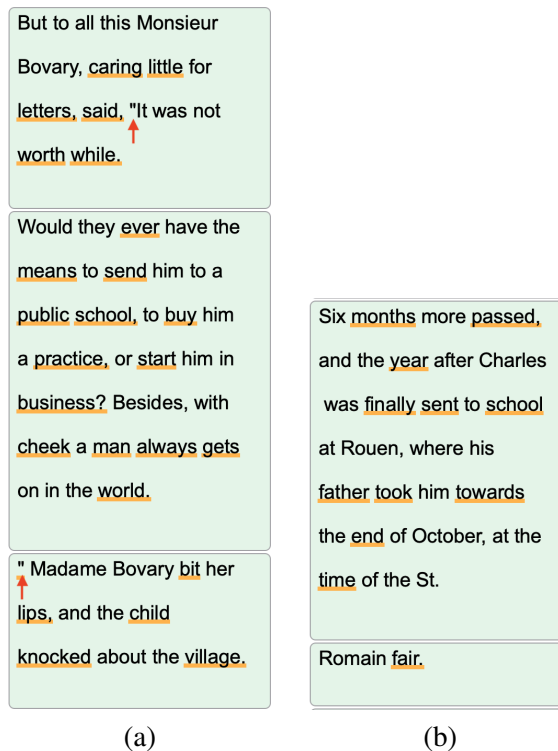 But to all this Monsieur
Bovary, caring little for
letters, said, "It was not
worth while.
Would they ever have the
means to send him to a
public school, to buy him
a practice, or start him in
business? Besides, with
cheek a man always gets
on in the world.
" Madame Bovary bit her
lips, and the child
knocked about the village.
(a)
Six months more passed,
and the year after Charles
was finally sent to school
at Rouen, where his
father took him towards
the end of October, at the
time of the St.
Romain fair.
(b)